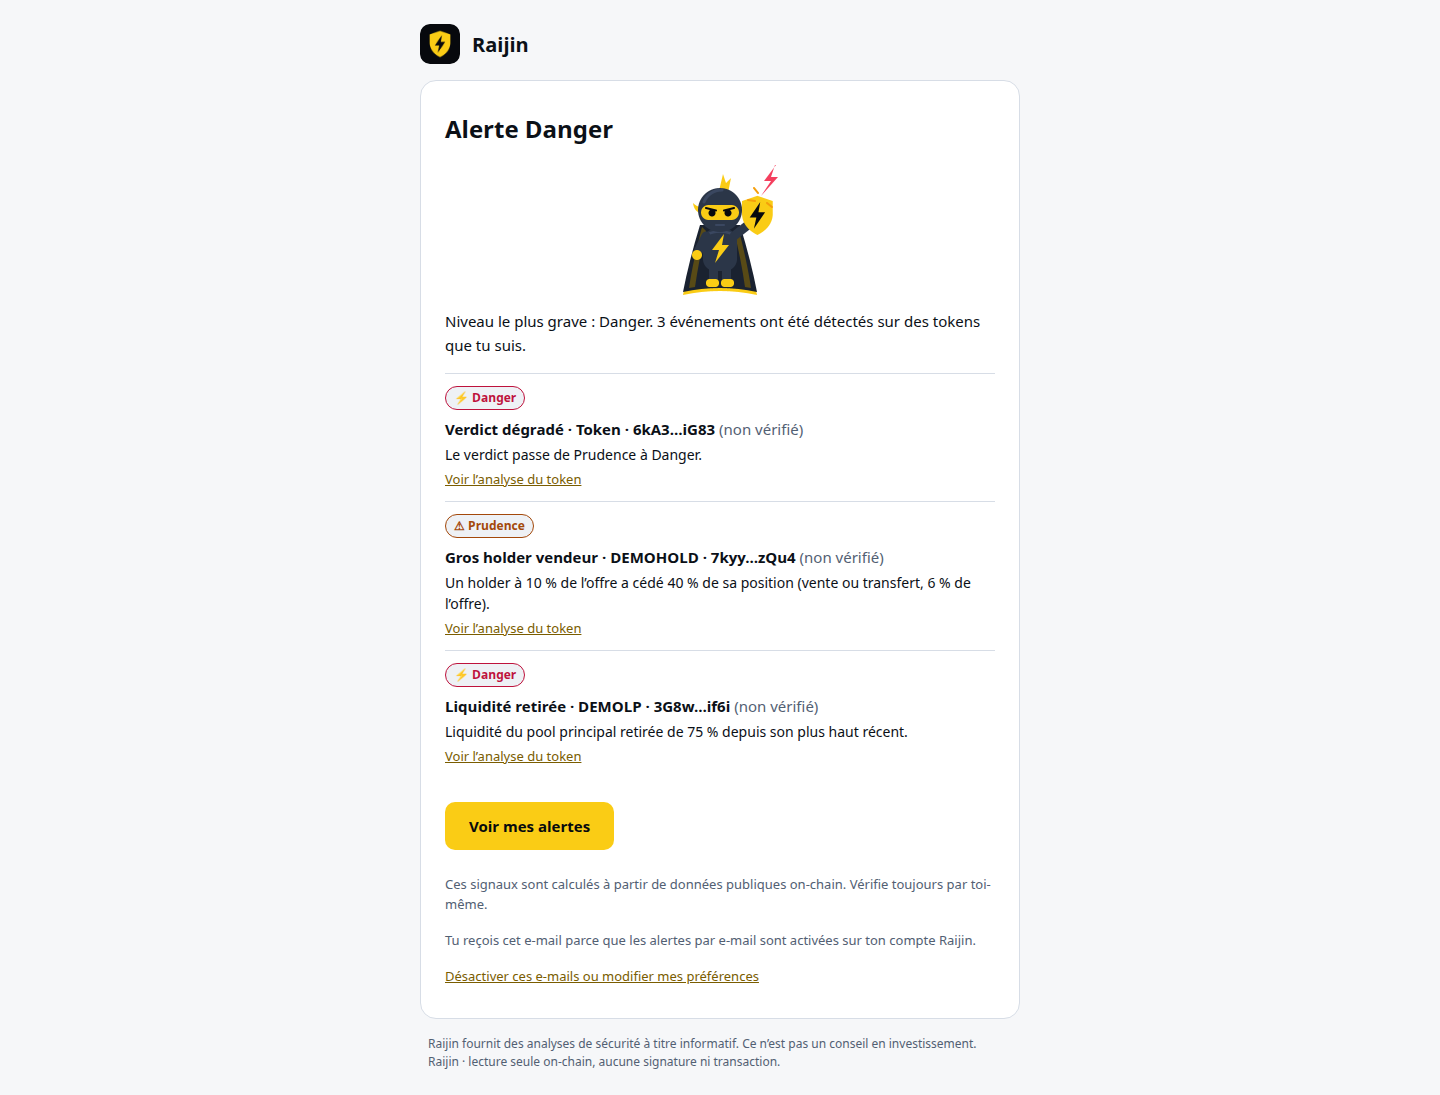 Raijin
Alerte Danger
Niveau le plus grave : Danger. 3 événements ont été détectés sur des tokens
que tu suis.
⚡ Danger
Verdict dégradé · Token · 6kA3…iG83 (non vérifié)
Le verdict passe de Prudence à Danger.
Voir l’analyse du token
⚠ Prudence
Gros holder vendeur · DEMOHOLD · 7kyy…zQu4 (non vérifié)
Un holder à 10 % de l’offre a cédé 40 % de sa position (vente ou transfert, 6 % de
l’offre).
Voir l’analyse du token
⚡ Danger
Liquidité retirée · DEMOLP · 3G8w…if6i (non vérifié)
Liquidité du pool principal retirée de 75 % depuis son plus haut récent.
Voir l’analyse du token
Voir mes alertes
Ces signaux sont calculés à partir de données publiques on-chain. Vérifie toujours par toi-
même.
Tu reçois cet e-mail parce que les alertes par e-mail sont activées sur ton compte Raijin.
Désactiver ces e-mails ou modifier mes préférences
Raijin fournit des analyses de sécurité à titre informatif. Ce n’est pas un conseil en investissement.
Raijin · lecture seule on-chain, aucune signature ni transaction.